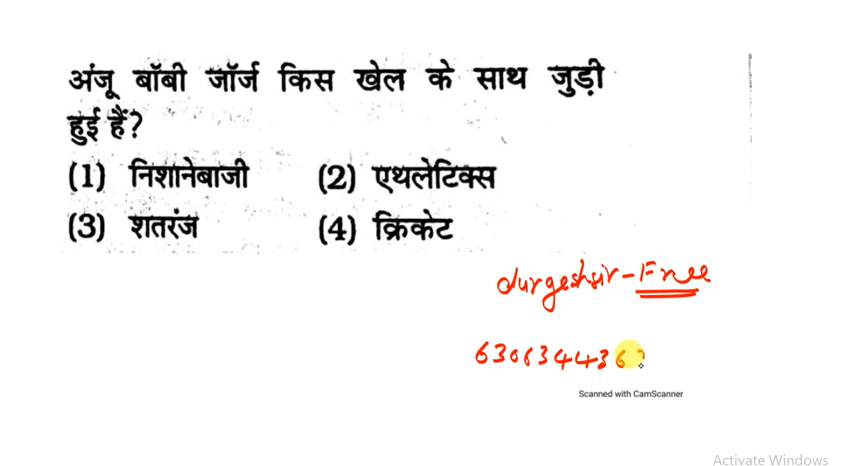 अंजू बॉबी जॉर्ज किस खेल के साथ जुड़ी
हुई हैं?
(1) निशानेबाजी (2) एथलेटिक्स
(3) शतरंज (4) क्रिकेट
durgeshsir - Free
Scanned with CamScanner
Activate Windows